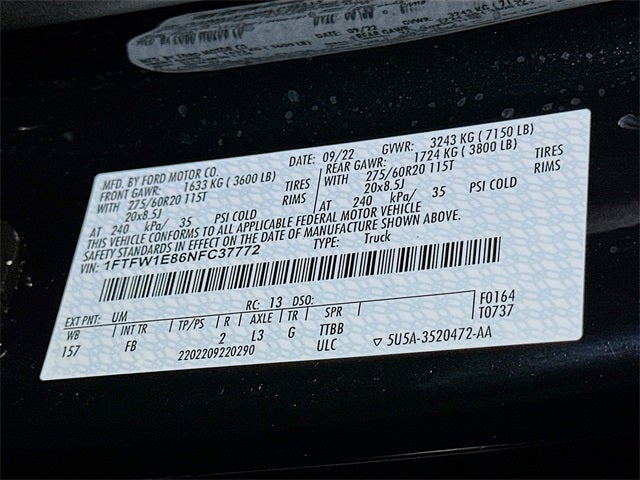 MFD. BY FORD MOTOR CO.
DATE: 09/22 GVWR: 3243 KG ( 7150 LB)
FRONT GAWR: 1633 KG ( 3600 LB) REAR GAWR: 1724 KG ( 3800 LB)
WITH 275/60R20 115T TIRES WITH 275/60R20 115T TIRES
20x8.5J RIMS 20x8.5J RIMS
AT 240 kPa/ 35 PSI COLD AT 240 kPa/ 35 PSI COLD
THIS VEHICLE CONFORMS TO ALL APPLICABLE FEDERAL MOTOR VEHICLE
SAFETY STANDARDS IN EFFECT ON THE DATE OF MANUFACTURE SHOWN ABOVE.
VIN: 1FTFW1E86NFC37772 TYPE: Truck
EXT PNT: UM RC: 13 DSO: F0164
WB INT TR TP/PS R AXLE TR SPR T0737
157 FB 2 L3 G TTBB
2202209220290 ULC ▽ 5U5A-3520472-AA